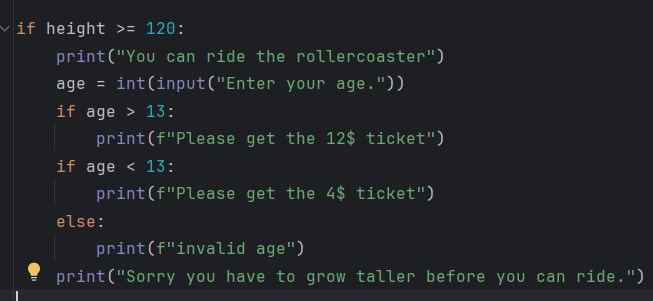 if height >= 120:
    print("You can ride the rollercoaster")
    age = int(input("Enter your age."))
    if age > 13:
        print(f"Please get the 12$ ticket")
    if age < 13:
        print(f"Please get the 4$ ticket")
    else:
        print(f"invalid age")
    print("Sorry you have to grow taller before you can ride.")